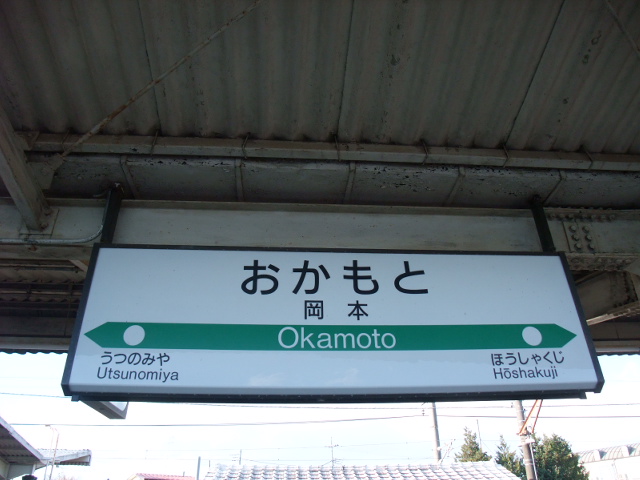 おかもと
岡本
Okamoto
うつのみや
Utsunomiya
ほうしゃくじ
Hōshakuji